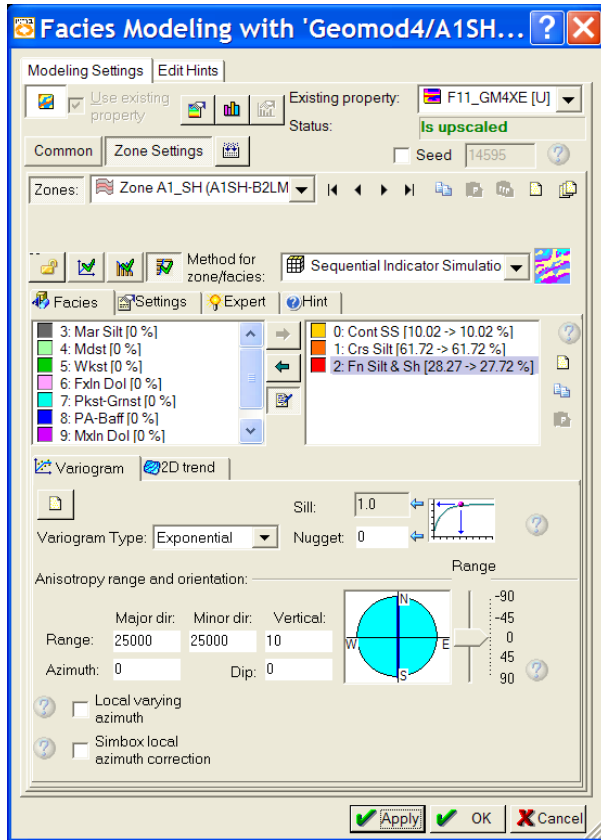 Facies Modeling with 'Geomod4/A1SH...
Modeling Settings Edit Hints
Use existing property
Existing property: F11_GM4XE [U]
Status: Is upscaled
Common Zone Settings
Seed 14595
Zones: Zone A1_SH (A1SH-B2LM
Method for zone/facies: Sequential Indicator Simulatio
Facies Settings Expert Hint
3: Mar Silt [0 %]
4: Mdst [0 %]
5: Wkst [0 %]
6: Fxln Dol [0 %]
7: Pkst-Grnst [0 %]
8: PA-Baff [0 %]
9: Mxln Dol [0 %]
0: Cont SS [10.02 -> 10.02 %]
1: Crs Silt [61.72 -> 61.72 %]
2: Fn Silt & Sh [28.27 -> 27.72 %]
Variogram 2D trend
Sill: 1.0
Variogram Type: Exponential
Nugget: 0
Range
Anisotropy range and orientation:
Major dir: Minor dir: Vertical:
Range: 25000 25000 10
Azimuth: 0 Dip: 0
N
W E
S
-90
-45
0
45
90
Local varying azimuth
Simbox local azimuth correction
Apply OK Cancel